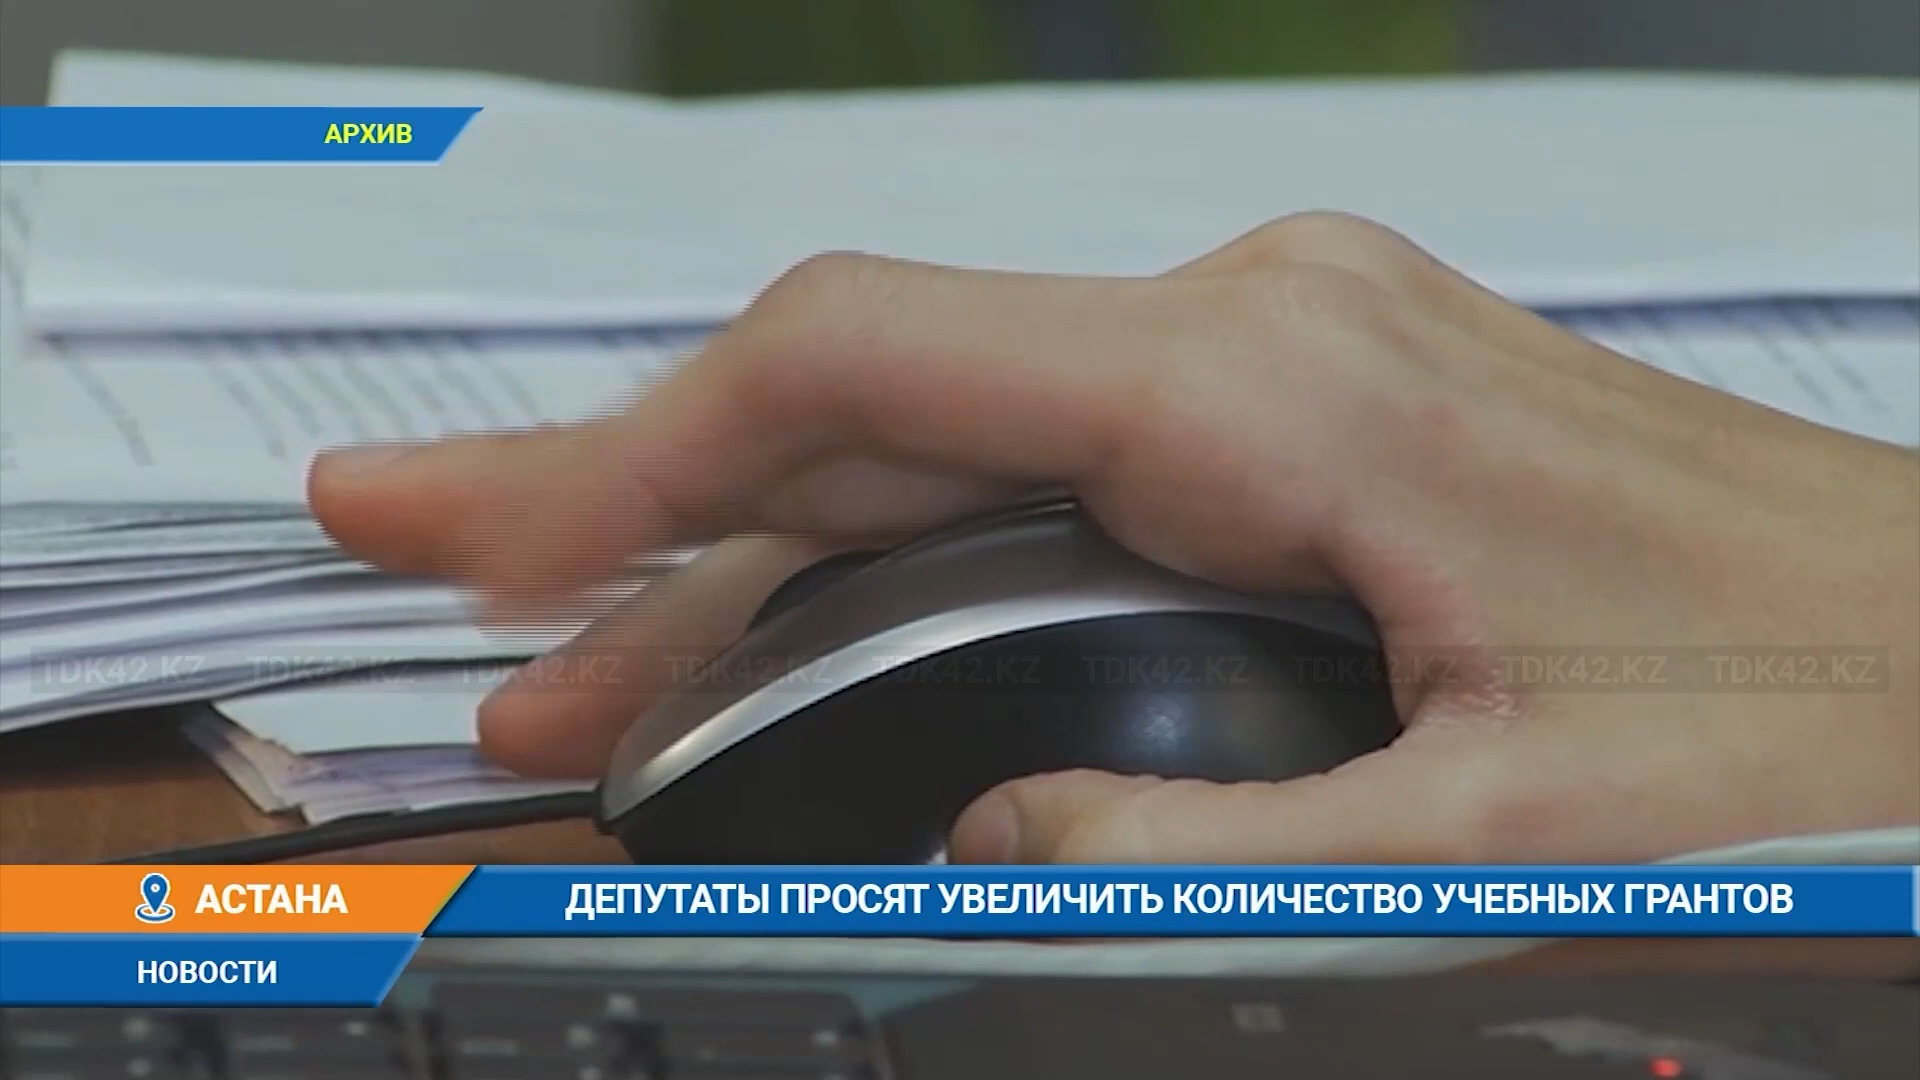 АРХИВ
TDK42.KZ TDK42.KZ TDK42.KZ TDK42.KZ TDK42.KZ TDK42.KZ TDK42.KZ TDK42.KZ TDK42.KZ
АСТАНА
ДЕПУТАТЫ ПРОСЯТ УВЕЛИЧИТЬ КОЛИЧЕСТВО УЧЕБНЫХ ГРАНТОВ
НОВОСТИ